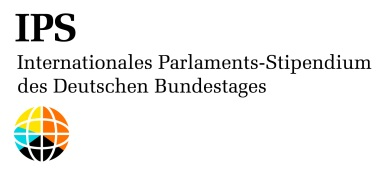 IPS
Internationales Parlaments-Stipendium
des Deutschen Bundestages